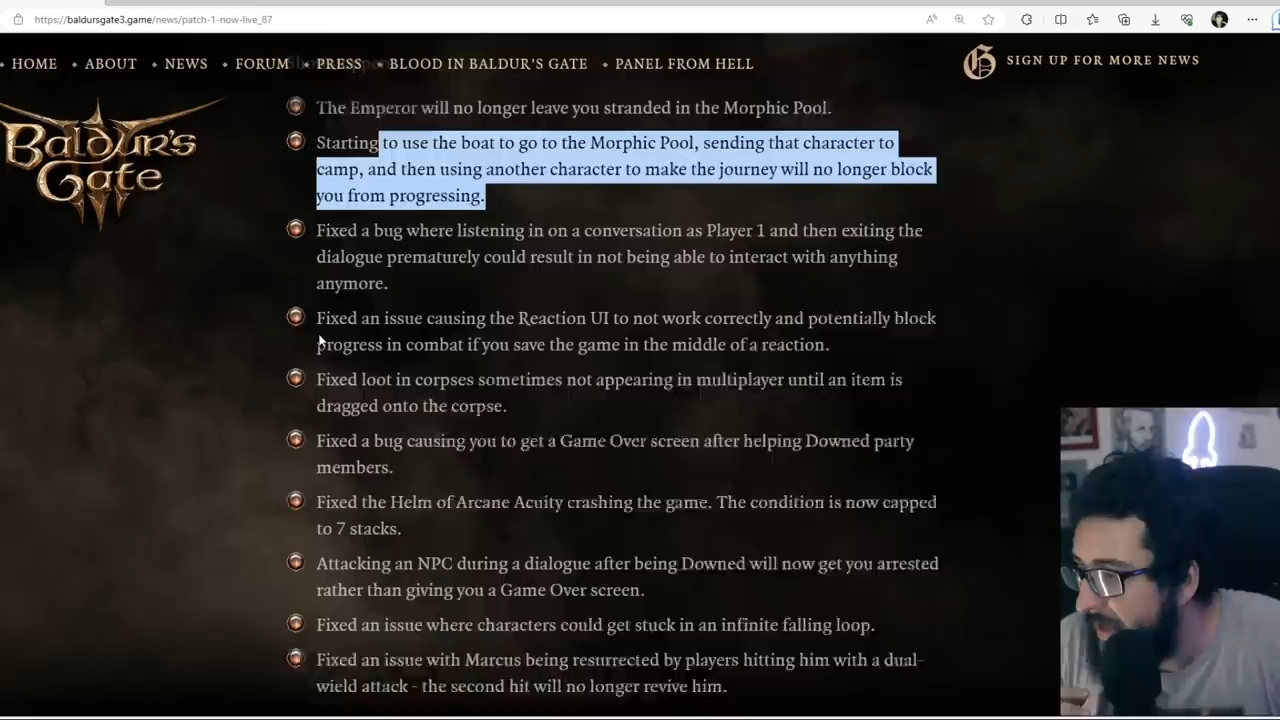 https://baldursgate3.game/news/patch-1-now-live_87
HOME
ABOUT
NEWS
FORUM
PRESS
BLOOD IN BALDUR'S GATE
PANEL FROM HELL
SIGN UP FOR MORE NEWS
BALDUR'S
GATE
The Emperor will no longer leave you stranded in the Morphic Pool.
Starting to use the boat to go to the Morphic Pool, sending that character to
camp, and then using another character to make the journey will no longer block
you from progressing.
Fixed a bug where listening in on a conversation as Player 1 and then exiting the
dialogue prematurely could result in not being able to interact with anything
anymore.
Fixed an issue causing the Reaction UI to not work correctly and potentially block
progress in combat if you save the game in the middle of a reaction.
Fixed loot in corpses sometimes not appearing in multiplayer until an item is
dragged onto the corpse.
Fixed a bug causing you to get a Game Over screen after helping Downed party
members.
Fixed the Helm of Arcane Acuity crashing the game. The condition is now capped
to 7 stacks.
Attacking an NPC during a dialogue after being Downed will now get you arrested
rather than giving you a Game Over screen.
Fixed an issue where characters could get stuck in an infinite falling loop.
Fixed an issue with Marcus being resurrected by players hitting him with a dual-
wield attack - the second hit will no longer revive him.